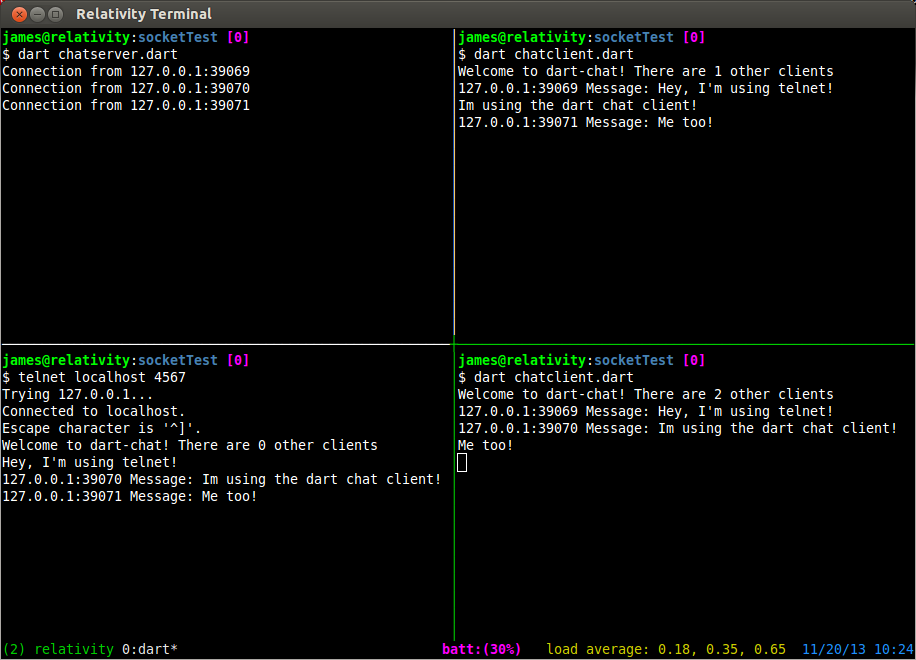 Relativity Terminal
james@relativity:socketTest [0]
$ dart chatserver.dart
Connection from 127.0.0.1:39069
Connection from 127.0.0.1:39070
Connection from 127.0.0.1:39071
james@relativity:socketTest [0]
$ dart chatclient.dart
Welcome to dart-chat! There are 1 other clients
127.0.0.1:39069 Message: Hey, I'm using telnet!
Im using the dart chat client!
127.0.0.1:39071 Message: Me too!
james@relativity:socketTest [0]
$ telnet localhost 4567
Trying 127.0.0.1...
Connected to localhost.
Escape character is '^]'.
Welcome to dart-chat! There are 0 other clients
Hey, I'm using telnet!
127.0.0.1:39070 Message: Im using the dart chat client!
127.0.0.1:39071 Message: Me too!
james@relativity:socketTest [0]
$ dart chatclient.dart
Welcome to dart-chat! There are 2 other clients
127.0.0.1:39069 Message: Hey, I'm using telnet!
127.0.0.1:39070 Message: Im using the dart chat client!
Me too!
(2) relativity 0:dart* batt:(30%) load average: 0.18, 0.35, 0.65 11/20/13 10:24